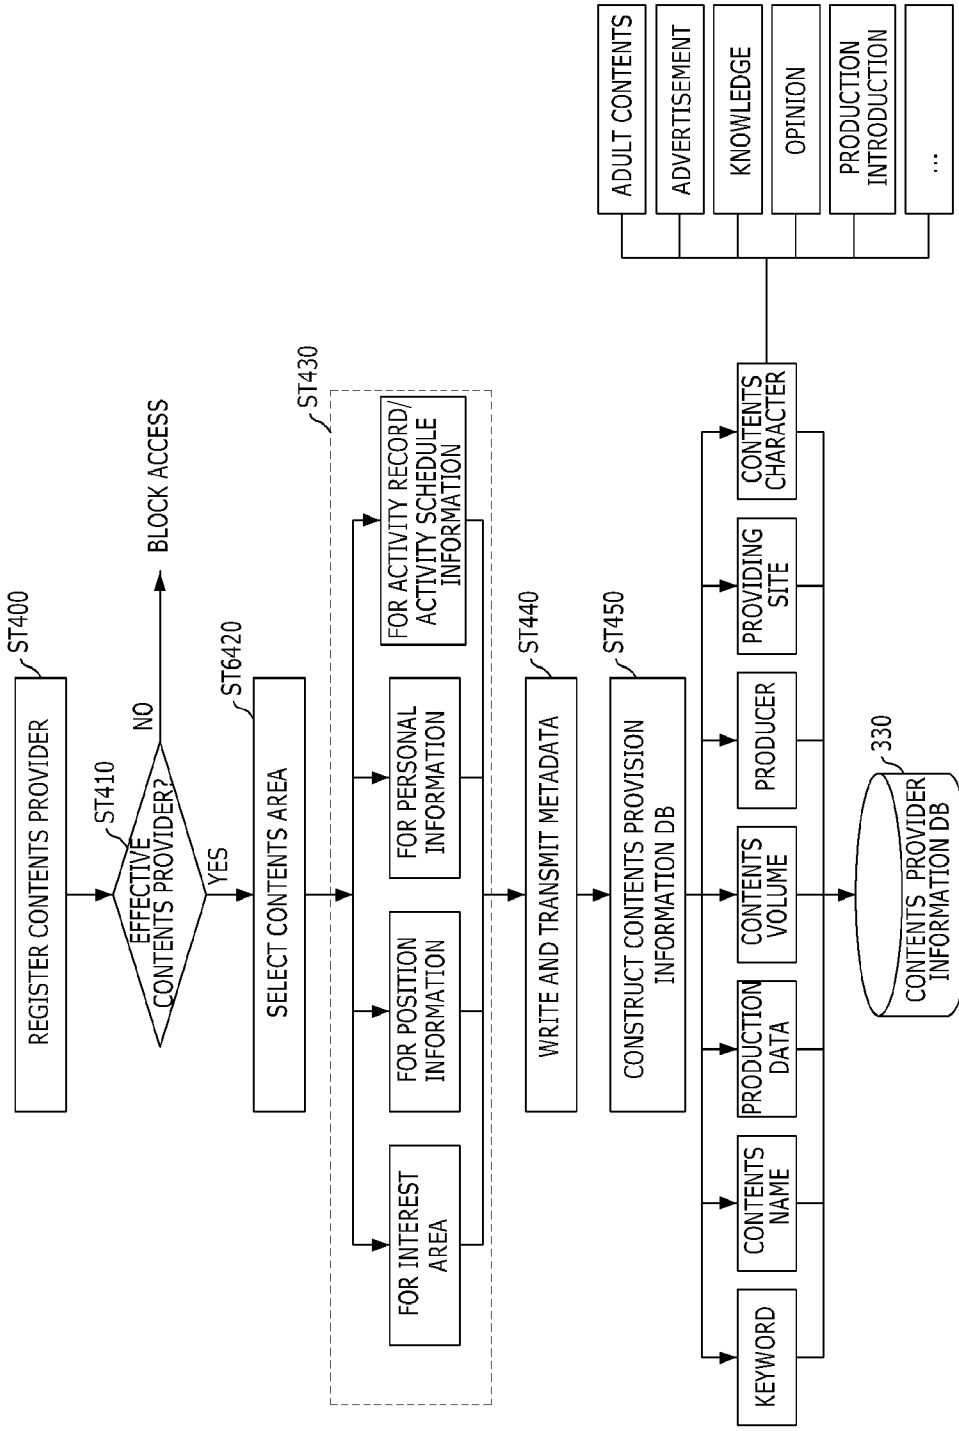 REGISTER CONTENTS PROVIDER
ST400
EFFECTIVE
CONTENTS PROVIDER?
ST410
NO
BLOCK ACCESS
YES
SELECT CONTENTS AREA
ST6420
ST430
FOR INTEREST
AREA
FOR POSITION
INFORMATION
FOR PERSONAL
INFORMATION
FOR ACTIVITY RECORD/
ACTIVITY SCHEDULE
INFORMATION
WRITE AND TRANSMIT METADATA
ST440
CONSTRUCT CONTENTS PROVISION
INFORMATION DB
ST450
KEYWORD
CONTENTS
NAME
PRODUCTION
DATA
CONTENTS
VOLUME
PRODUCER
PROVIDING
SITE
CONTENTS
CHARACTER
ADULT CONTENTS
ADVERTISEMENT
KNOWLEDGE
OPINION
PRODUCTION
INTRODUCTION
...
CONTENTS PROVIDER
INFORMATION DB
330